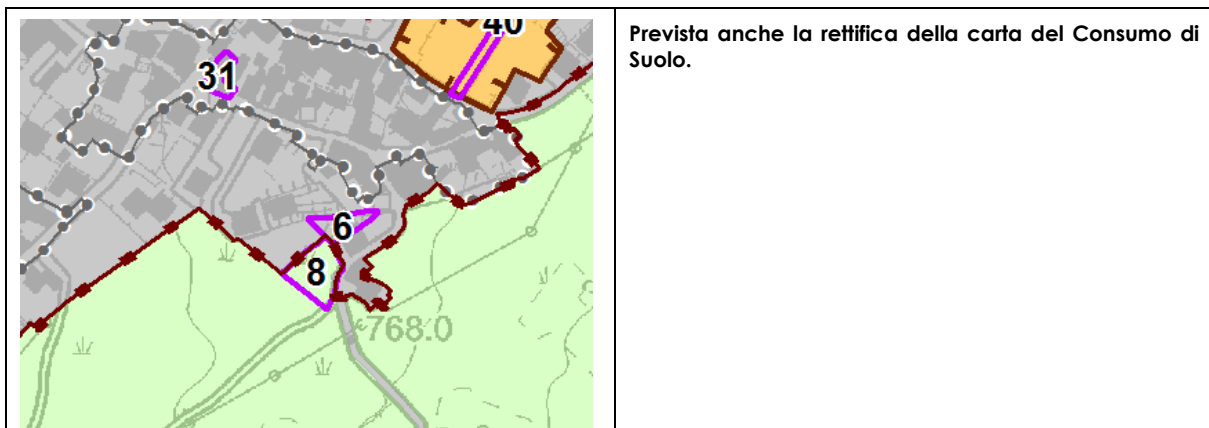 40
Prevista anche la rettifica della carta del Consumo di
Suolo.
31
6
8
768.0